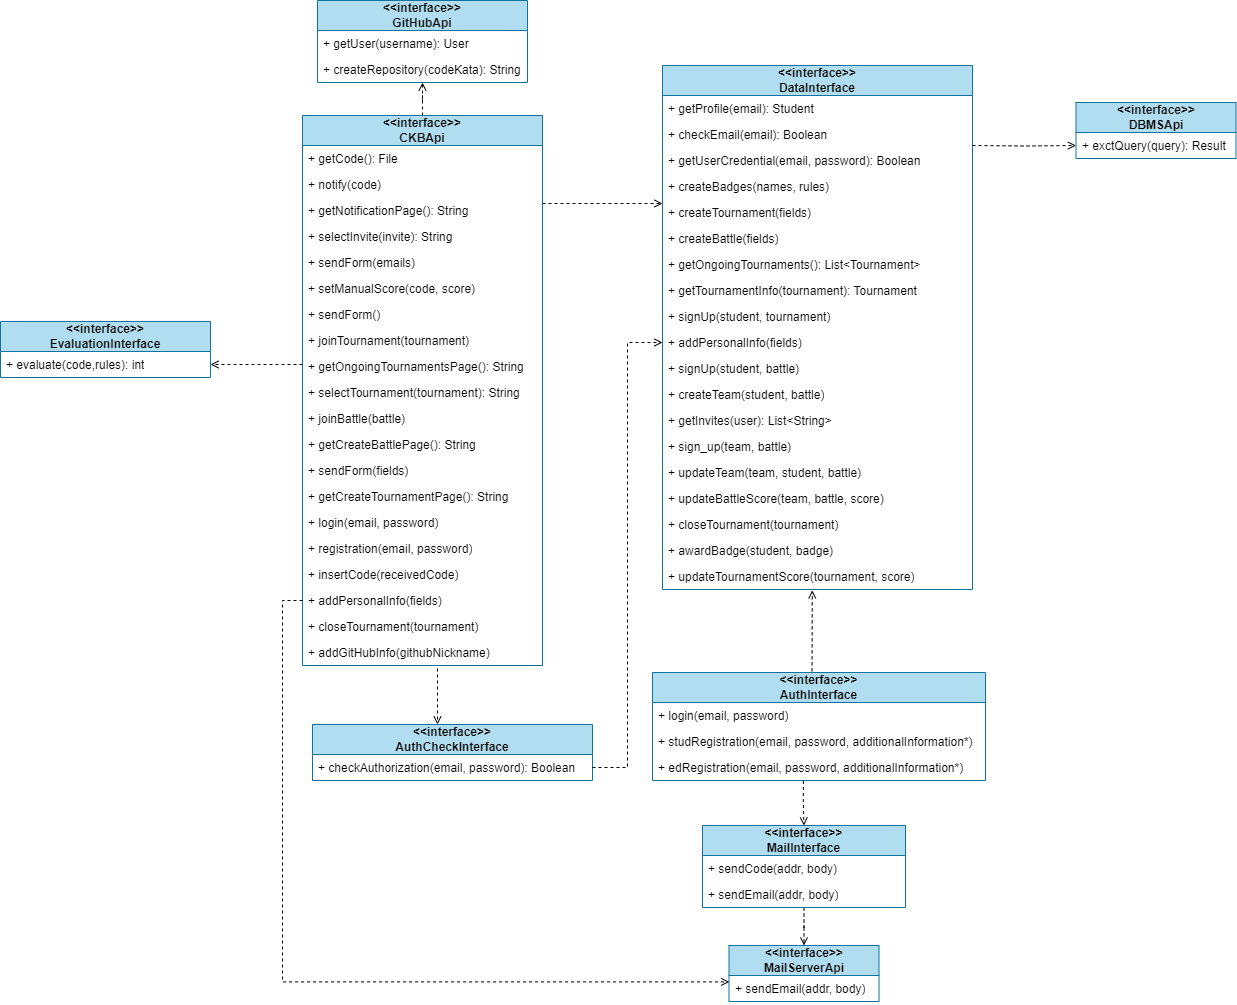 <<interface>>
GitHubApi
+ getUser(username): User
+ createRepository(codeKata): String
<<interface>>
CKBApi
+ getCode(): File
+ notify(code)
+ getNotificationPage(): String
+ selectInvite(invite): String
+ sendForm(emails)
+ setManualScore(code, score)
+ sendForm()
+ joinTournament(tournament)
+ getOngoingTournamentsPage(): String
+ selectTournament(tournament): String
+ joinBattle(battle)
+ getCreateBattlePage(): String
+ sendForm(fields)
+ getCreateTournamentPage(): String
+ login(email, password)
+ registration(email, password)
+ insertCode(receivedCode)
+ addPersonalInfo(fields)
+ closeTournament(tournament)
+ addGitHubInfo(githubNickname)
<<interface>>
DataInterface
+ getProfile(email): Student
+ checkEmail(email): Boolean
+ getUserCredential(email, password): Boolean
+ createBadges(names, rules)
+ createTournament(fields)
+ createBattle(fields)
+ getOngoingTournaments(): List<Tournament>
+ getTournamentInfo(tournament): Tournament
+ signUp(student, tournament)
+ addPersonalInfo(fields)
+ signUp(student, battle)
+ createTeam(student, battle)
+ getInvites(user): List<String>
+ sign_up(team, battle)
+ updateTeam(team, student, battle)
+ updateBattleScore(team, battle, score)
+ closeTournament(tournament)
+ awardBadge(student, badge)
+ updateTournamentScore(tournament, score)
<<interface>>
DBMSApi
+ exctQuery(query): Result
<<interface>>
EvaluationInterface
+ evaluate(code,rules): int
<<interface>>
AuthCheckInterface
+ checkAuthorization(email, password): Boolean
<<interface>>
AuthInterface
+ login(email, password)
+ studRegistration(email, password, additionalInformation*)
+ edRegistration(email, password, additionalInformation*)
<<interface>>
MailInterface
+ sendCode(addr, body)
+ sendEmail(addr, body)
<<interface>>
MailServerApi
+ sendEmail(addr, body)